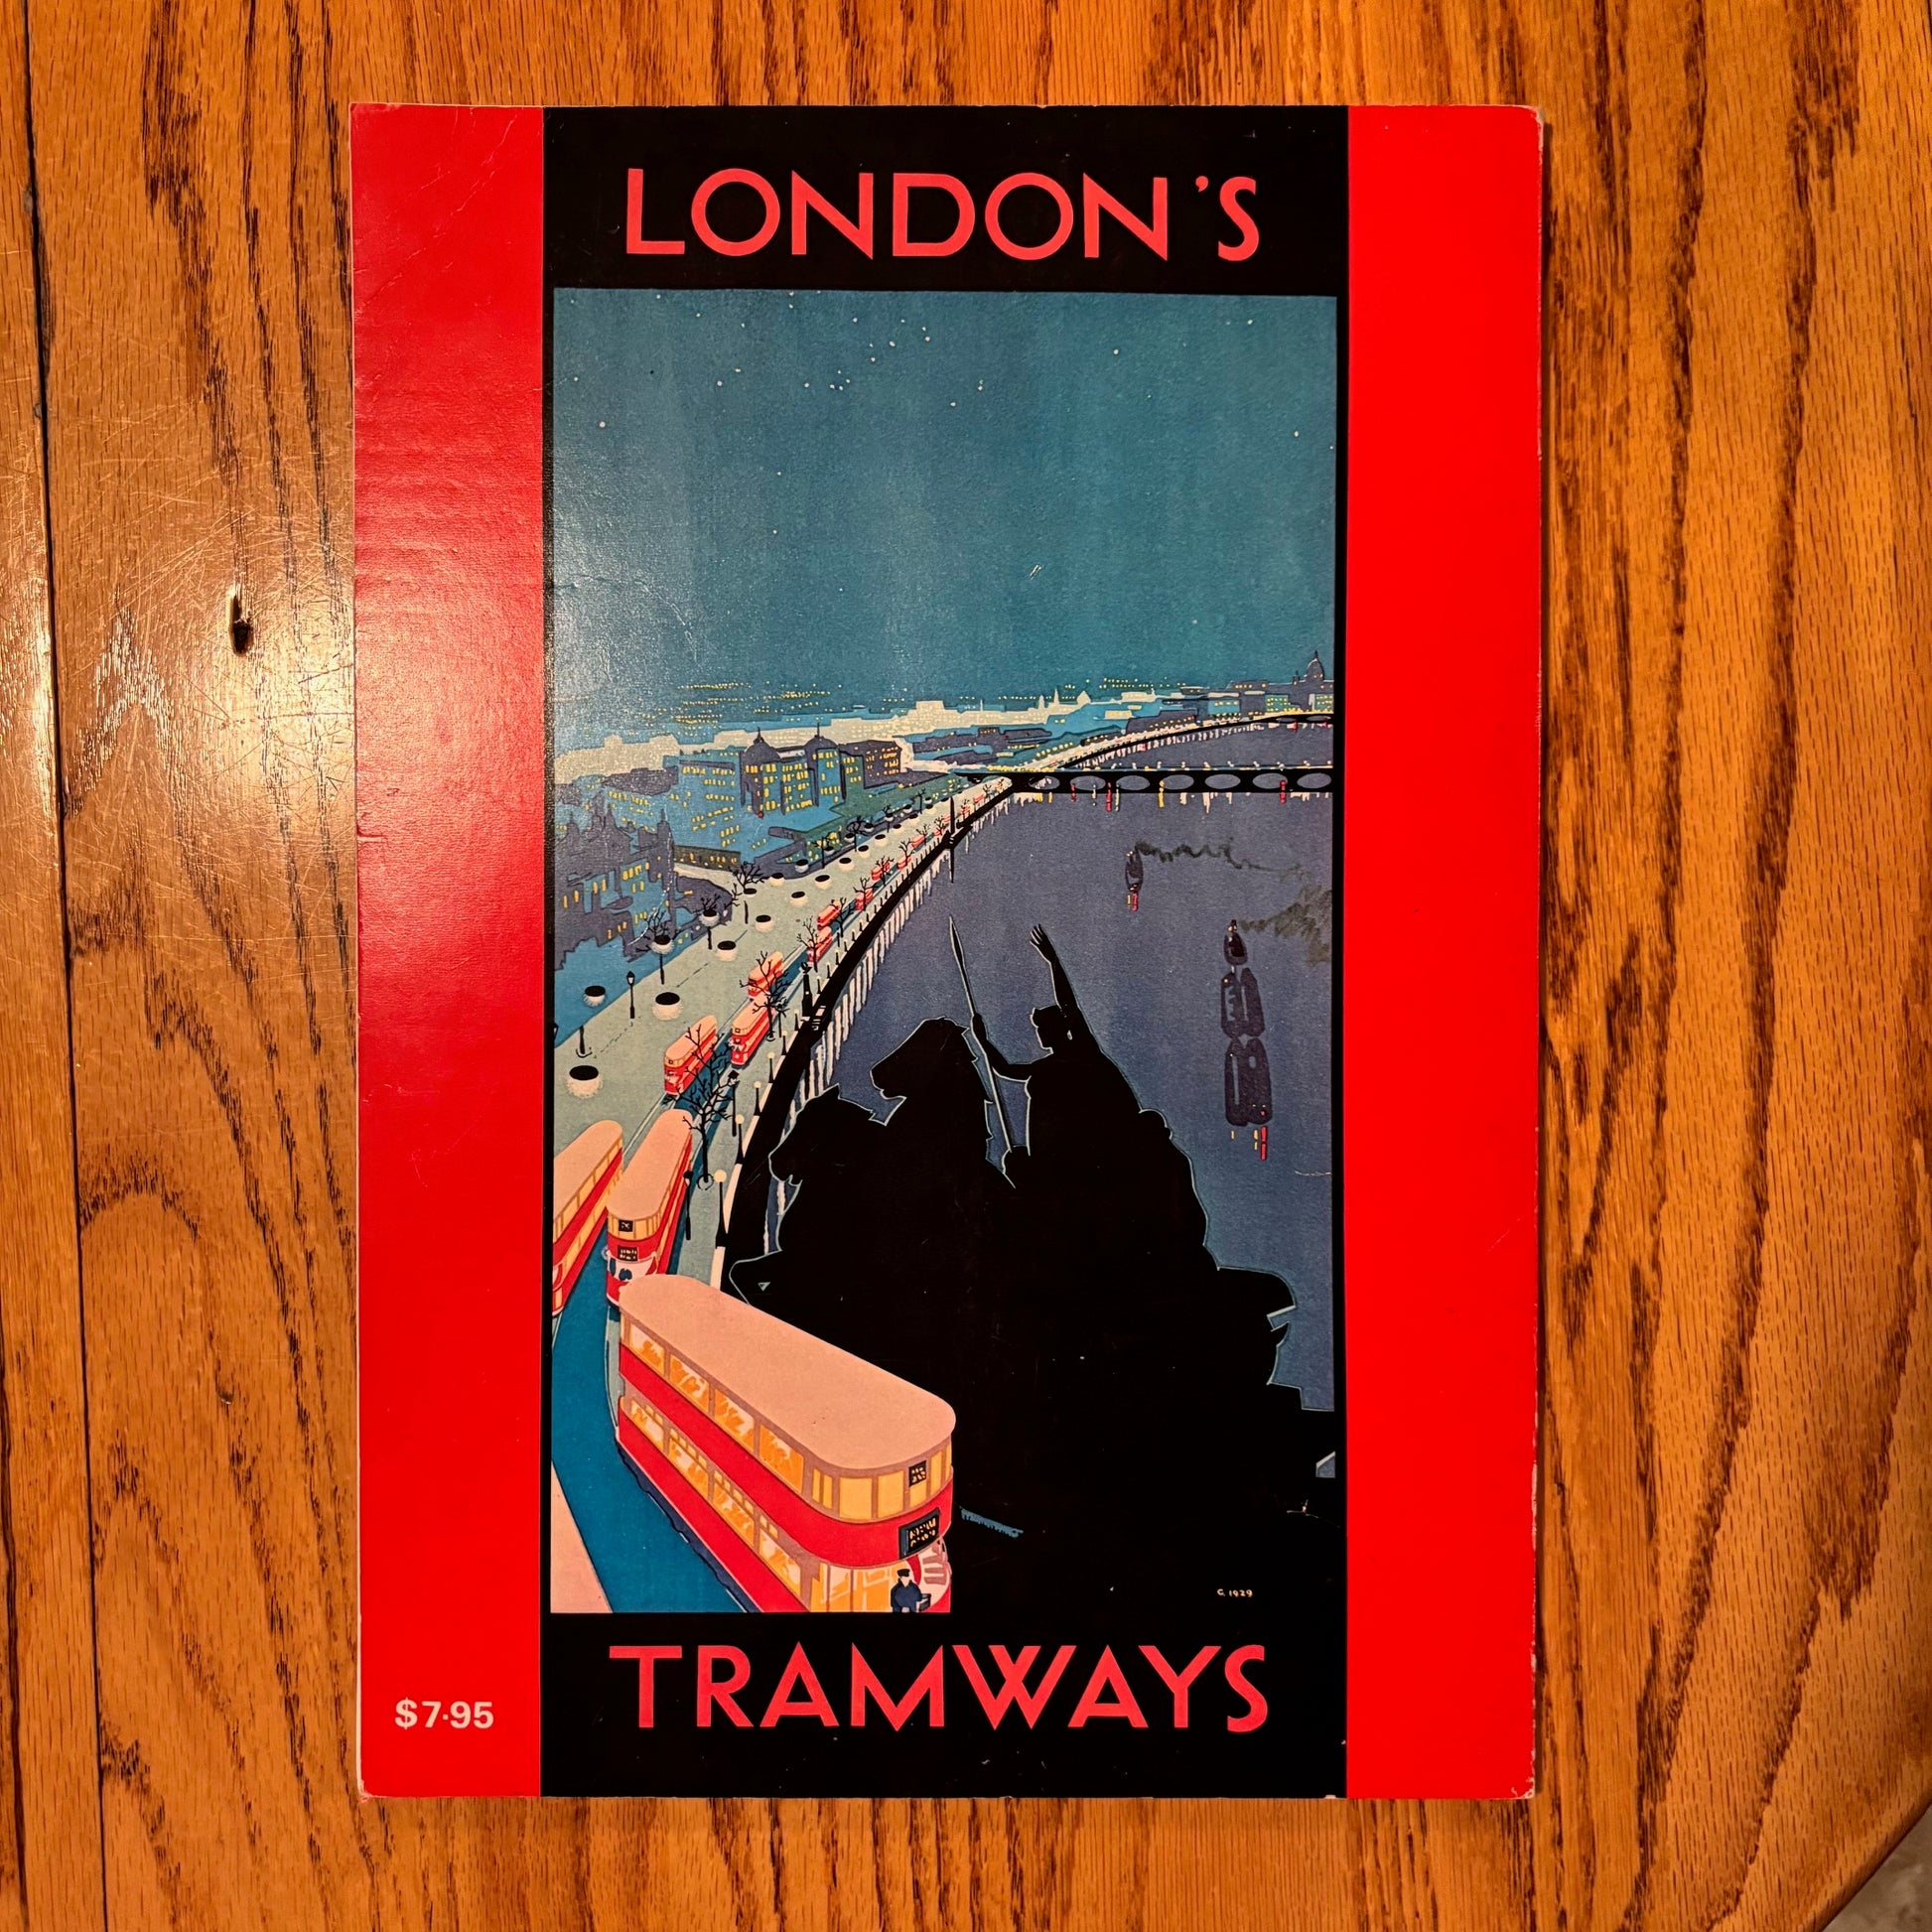 LONDON'S
C. 1929
TRAMWAYS
$7·95